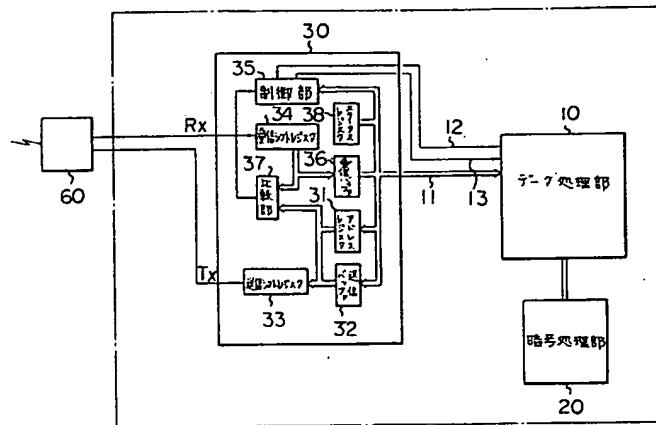 30
35
制御部
34
受信シフトレジスタ
38
ステータスレジスタ
12
10
Rx
37
36
受信バッファ
データ処理部
11
13
比較部
31
アドレスレジスタ
60
Tx
送信シフトレジスタ
送信バッファ
33
32
暗号処理部
20